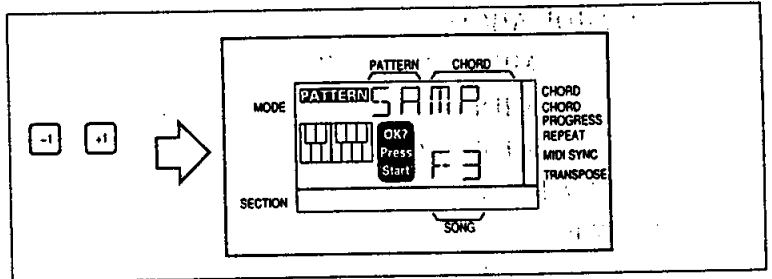 PATTERN CHORD
MODE PATTERN SAMP CHORD
CHORD
PROGRESS
REPEAT
-1 +1 OK? MIDI SYNC
Press F 3 TRANSPOSE
Start
SECTION
SONG